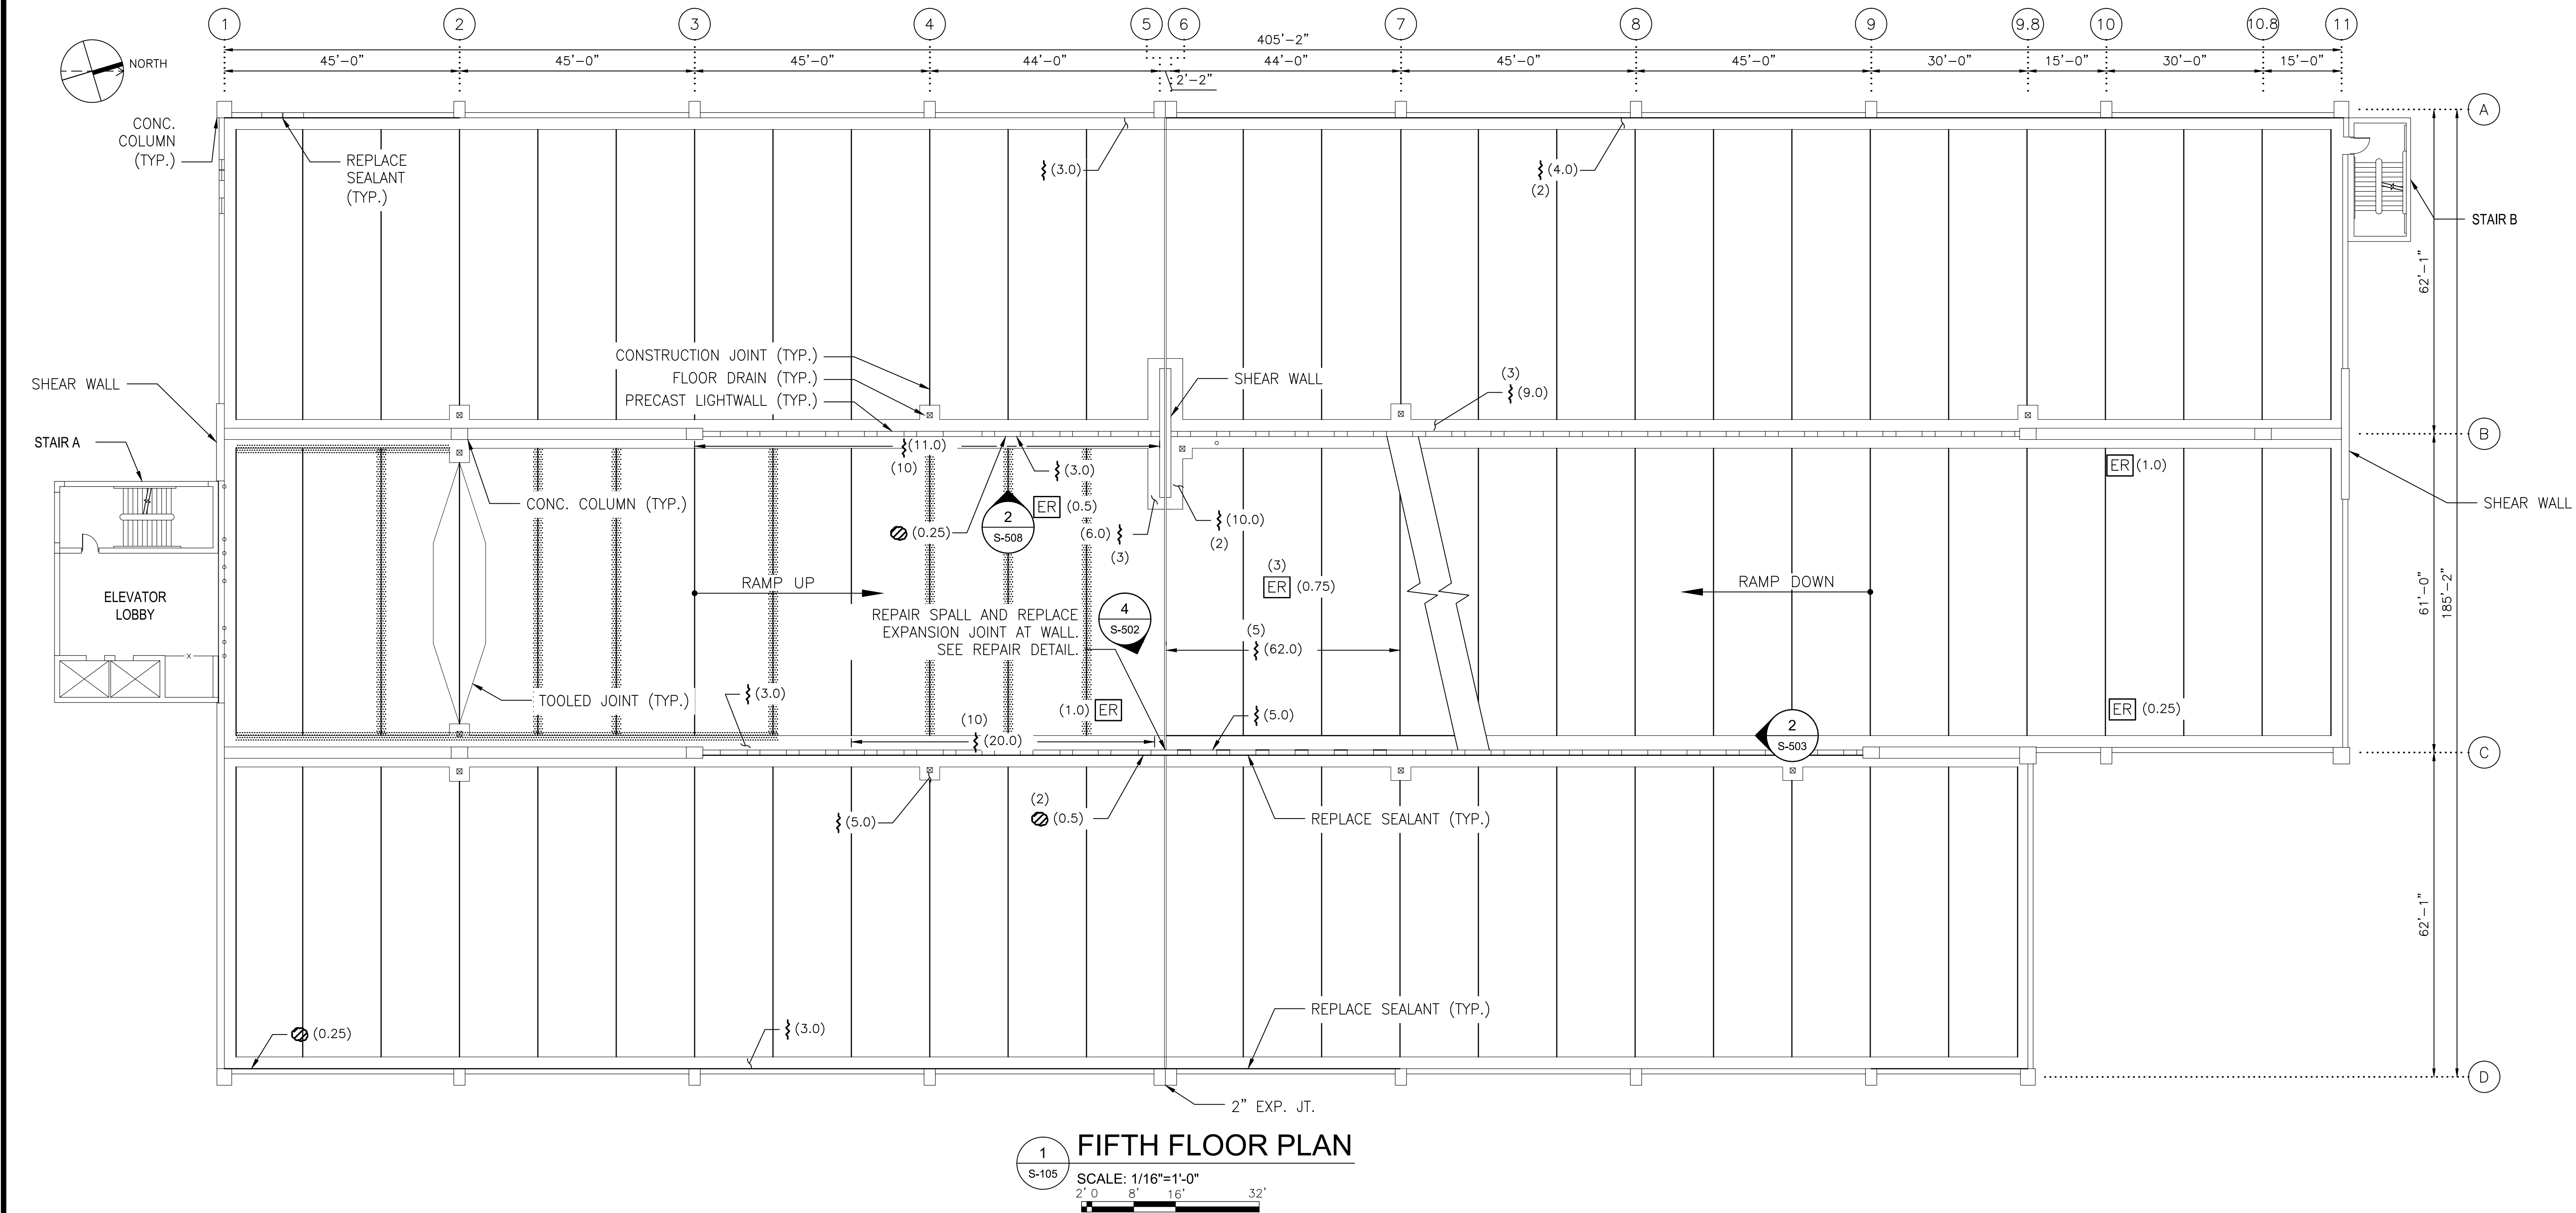 1
2
3
4
5
6
7
8
9
9.8
10
10.8
11
405'-2"
45'-0"
45'-0"
45'-0"
44'-0"
44'-0"
45'-0"
45'-0"
30'-0"
15'-0"
30'-0"
15'-0"
2'-2"
NORTH
A
CONC.
COLUMN
(TYP.)
REPLACE
SEALANT
(TYP.)
(3.0)
(4.0)
(2)
STAIR B
62'-1"
CONSTRUCTION JOINT (TYP.)
FLOOR DRAIN (TYP.)
PRECAST LIGHTWALL (TYP.)
SHEAR WALL
SHEAR WALL
(3)
(9.0)
STAIR A
B
(11.0)
(10)
(3.0)
ER (1.0)
CONC. COLUMN (TYP.)
ER (0.5)
2
S-508
(0.25)
(6.0)
(3)
(10.0)
(2)
SHEAR WALL
(3)
ER (0.75)
RAMP UP
RAMP DOWN
ELEVATOR
LOBBY
61'-0"
185'-2"
REPAIR SPALL AND REPLACE
EXPANSION JOINT AT WALL.
SEE REPAIR DETAIL.
4
S-502
(5)
(62.0)
X
TOOLED JOINT (TYP.)
(3.0)
(1.0) ER
(5.0)
ER (0.25)
(10)
(20.0)
2
S-503
C
(5.0)
(2)
(0.5)
REPLACE SEALANT (TYP.)
62'-1"
(0.25)
(3.0)
REPLACE SEALANT (TYP.)
D
2" EXP. JT.
1
S-105
FIFTH FLOOR PLAN
SCALE: 1/16"=1'-0"
2' 0 8' 16' 32'